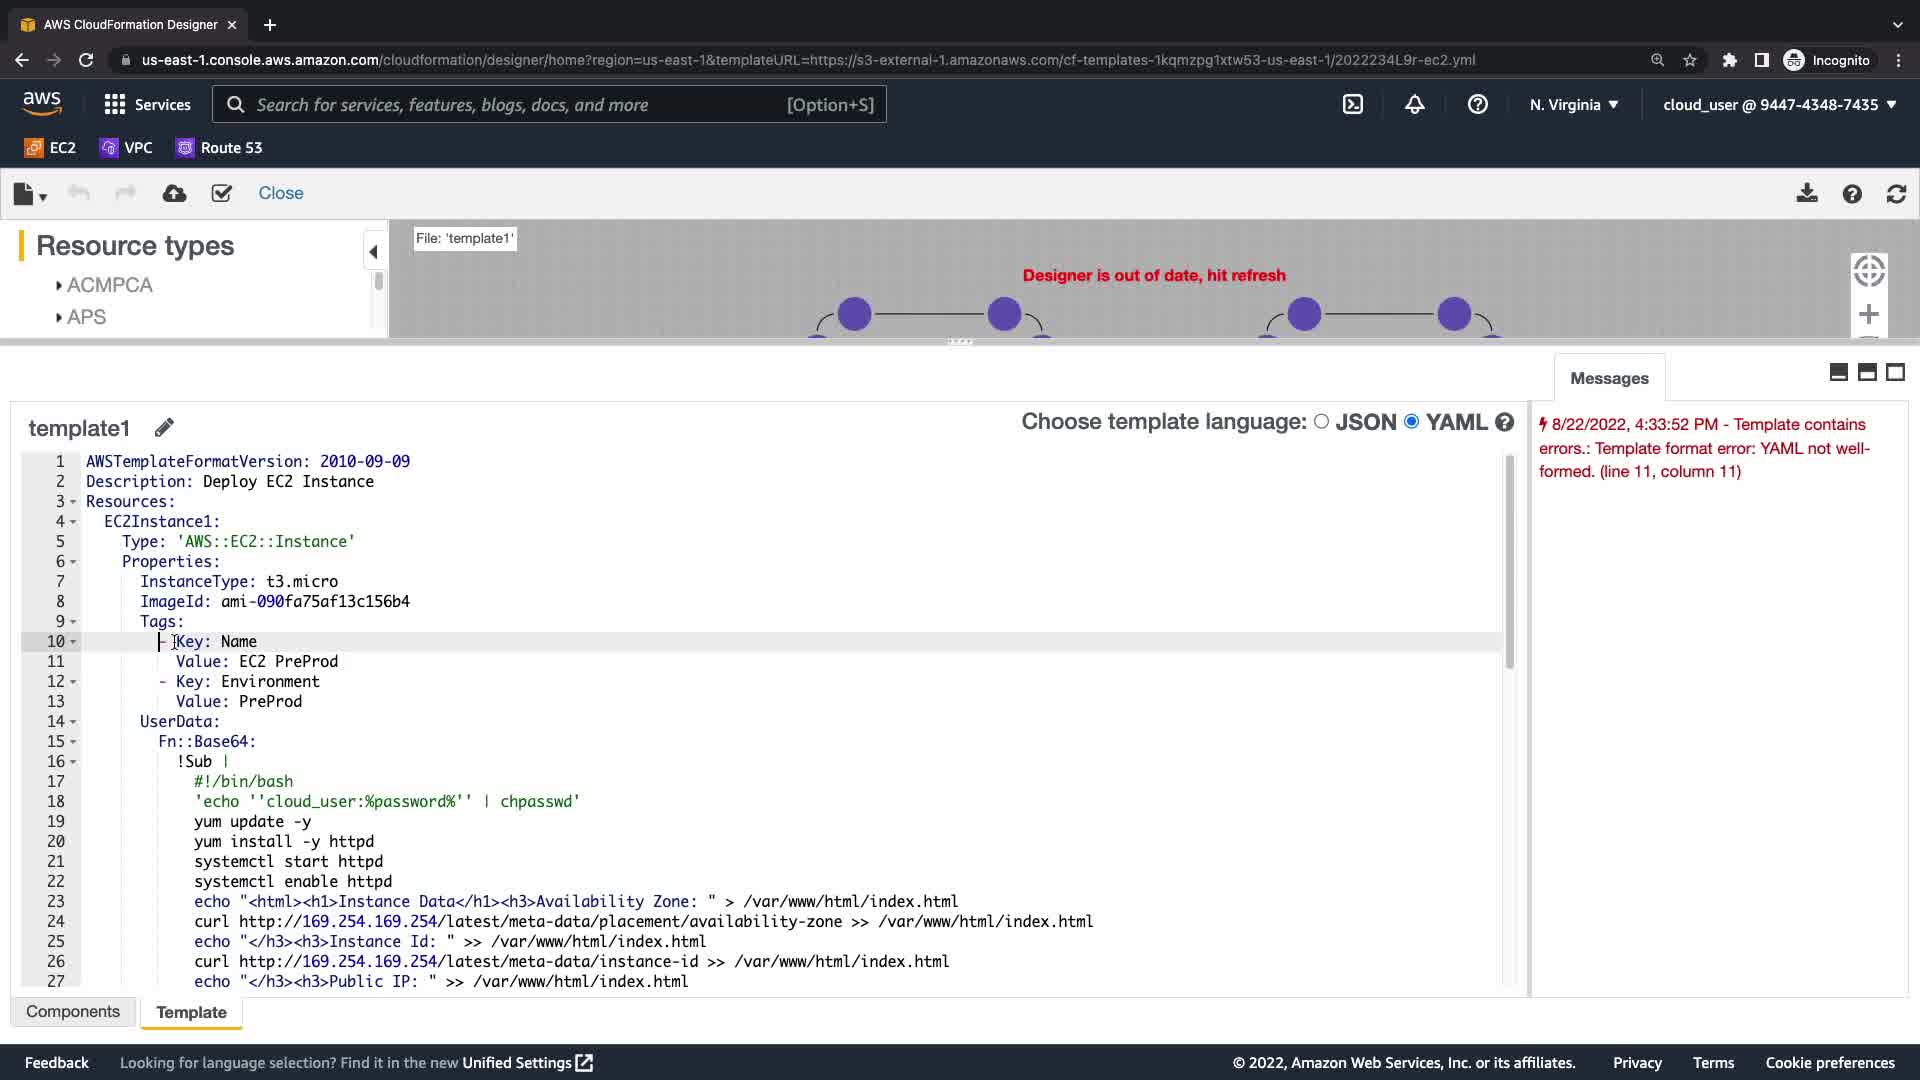 AWS CloudFormation Designer
us-east-1.console.aws.amazon.com/cloudformation/designer/home?region=us-east-1&templateURL=https://s3-external-1.amazonaws.com/cf-templates-1kqmzpg1xtw53-us-east-1/2022234L9r-ec2.yml
Incognito
aws
Services
Search for services, features, blogs, docs, and more
[Option+S]
N. Virginia
cloud_user @ 9447-4348-7435
EC2
VPC
Route 53
Close
Resource types
ACMPCA
APS
File: 'template1'
Designer is out of date, hit refresh
template1
Choose template language: JSON YAML
1 AWSTemplateFormatVersion: 2010-09-09
2 Description: Deploy EC2 Instance
3 Resources:
4 EC2Instance1:
5 Type: 'AWS::EC2::Instance'
6 Properties:
7 InstanceType: t3.micro
8 ImageId: ami-090fa75af13c156b4
9 Tags:
10 - Key: Name
11 Value: EC2 PreProd
12 - Key: Environment
13 Value: PreProd
14 UserData:
15 Fn::Base64:
16 !Sub |
17 #!/bin/bash
18 'echo ''cloud_user:%password%'' | chpasswd'
19 yum update -y
20 yum install -y httpd
21 systemctl start httpd
22 systemctl enable httpd
23 echo "<html><h1>Instance Data</h1><h3>Availability Zone: " > /var/www/html/index.html
24 curl http://169.254.169.254/latest/meta-data/placement/availability-zone >> /var/www/html/index.html
25 echo "</h3><h3>Instance Id: " >> /var/www/html/index.html
26 curl http://169.254.169.254/latest/meta-data/instance-id >> /var/www/html/index.html
27 echo "</h3><h3>Public IP: " >> /var/www/html/index.html
Messages
8/22/2022, 4:33:52 PM - Template contains
errors.: Template format error: YAML not well-
formed. (line 11, column 11)
Components
Template
Feedback
Looking for language selection? Find it in the new Unified Settings
© 2022, Amazon Web Services, Inc. or its affiliates.
Privacy
Terms
Cookie preferences